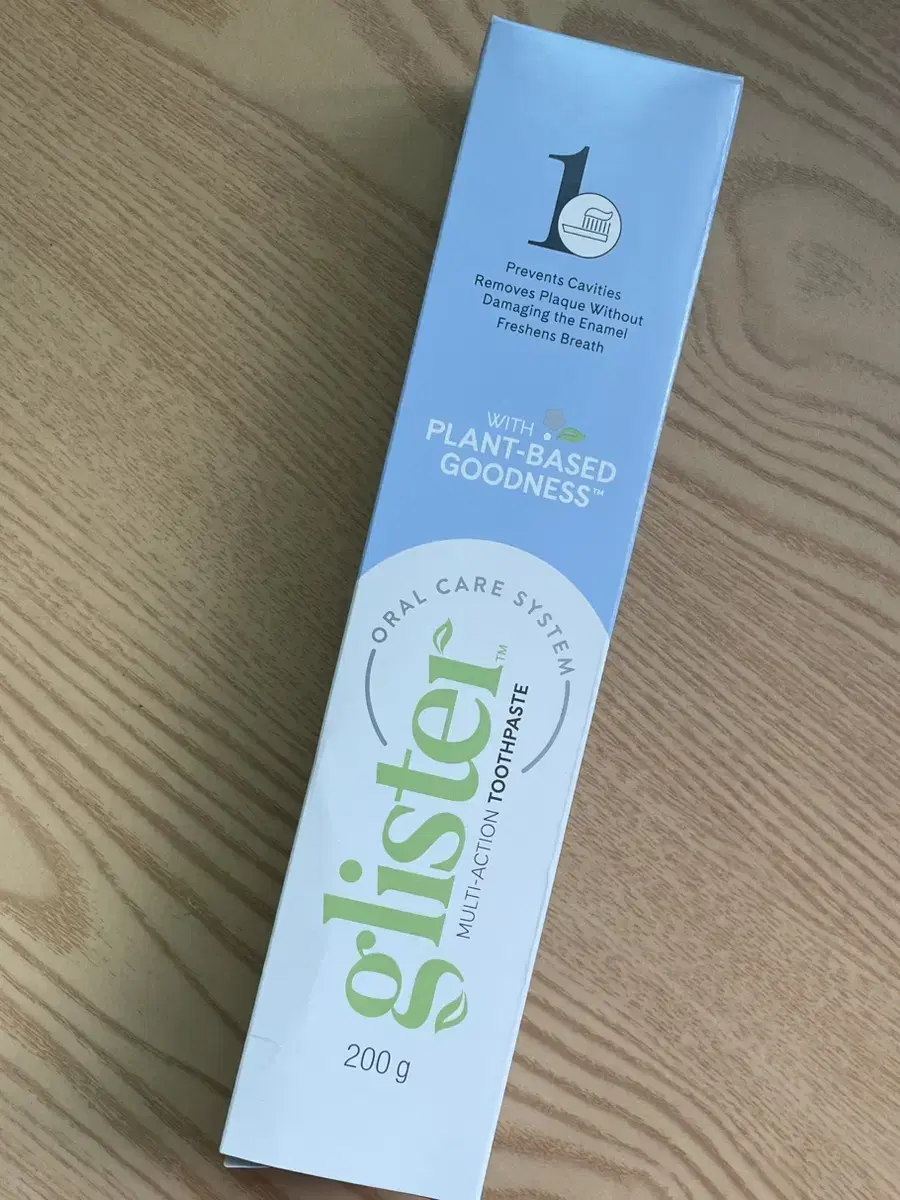 1
Prevents Cavities
Removes Plaque Without
Damaging the Enamel
Freshens Breath
WITH
PLANT-BASED
GOODNESS™
ORAL CARE SYSTEM
glister™
MULTI-ACTION TOOTHPASTE
200 g